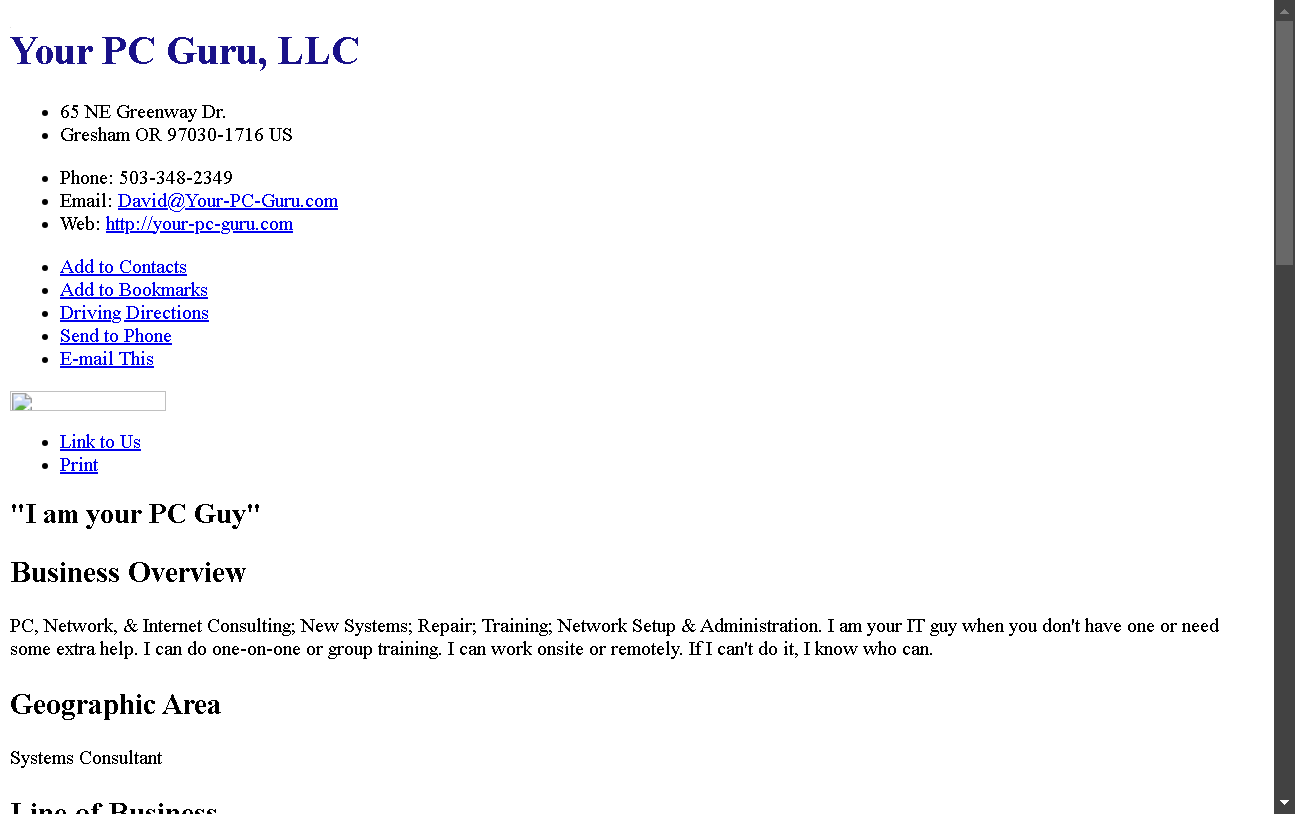 Your PC Guru, LLC
65 NE Greenway Dr.
Gresham OR 97030-1716 US
Phone: 503-348-2349
Email: David@Your-PC-Guru.com
Web: http://your-pc-guru.com
Add to Contacts
Add to Bookmarks
Driving Directions
Send to Phone
E-mail This
Link to Us
Print
"I am your PC Guy"
Business Overview
PC, Network, & Internet Consulting; New Systems; Repair; Training; Network Setup & Administration. I am your IT guy when you don't have one or need
some extra help. I can do one-on-one or group training. I can work onsite or remotely. If I can't do it, I know who can.
Geographic Area
Systems Consultant
Line of Business